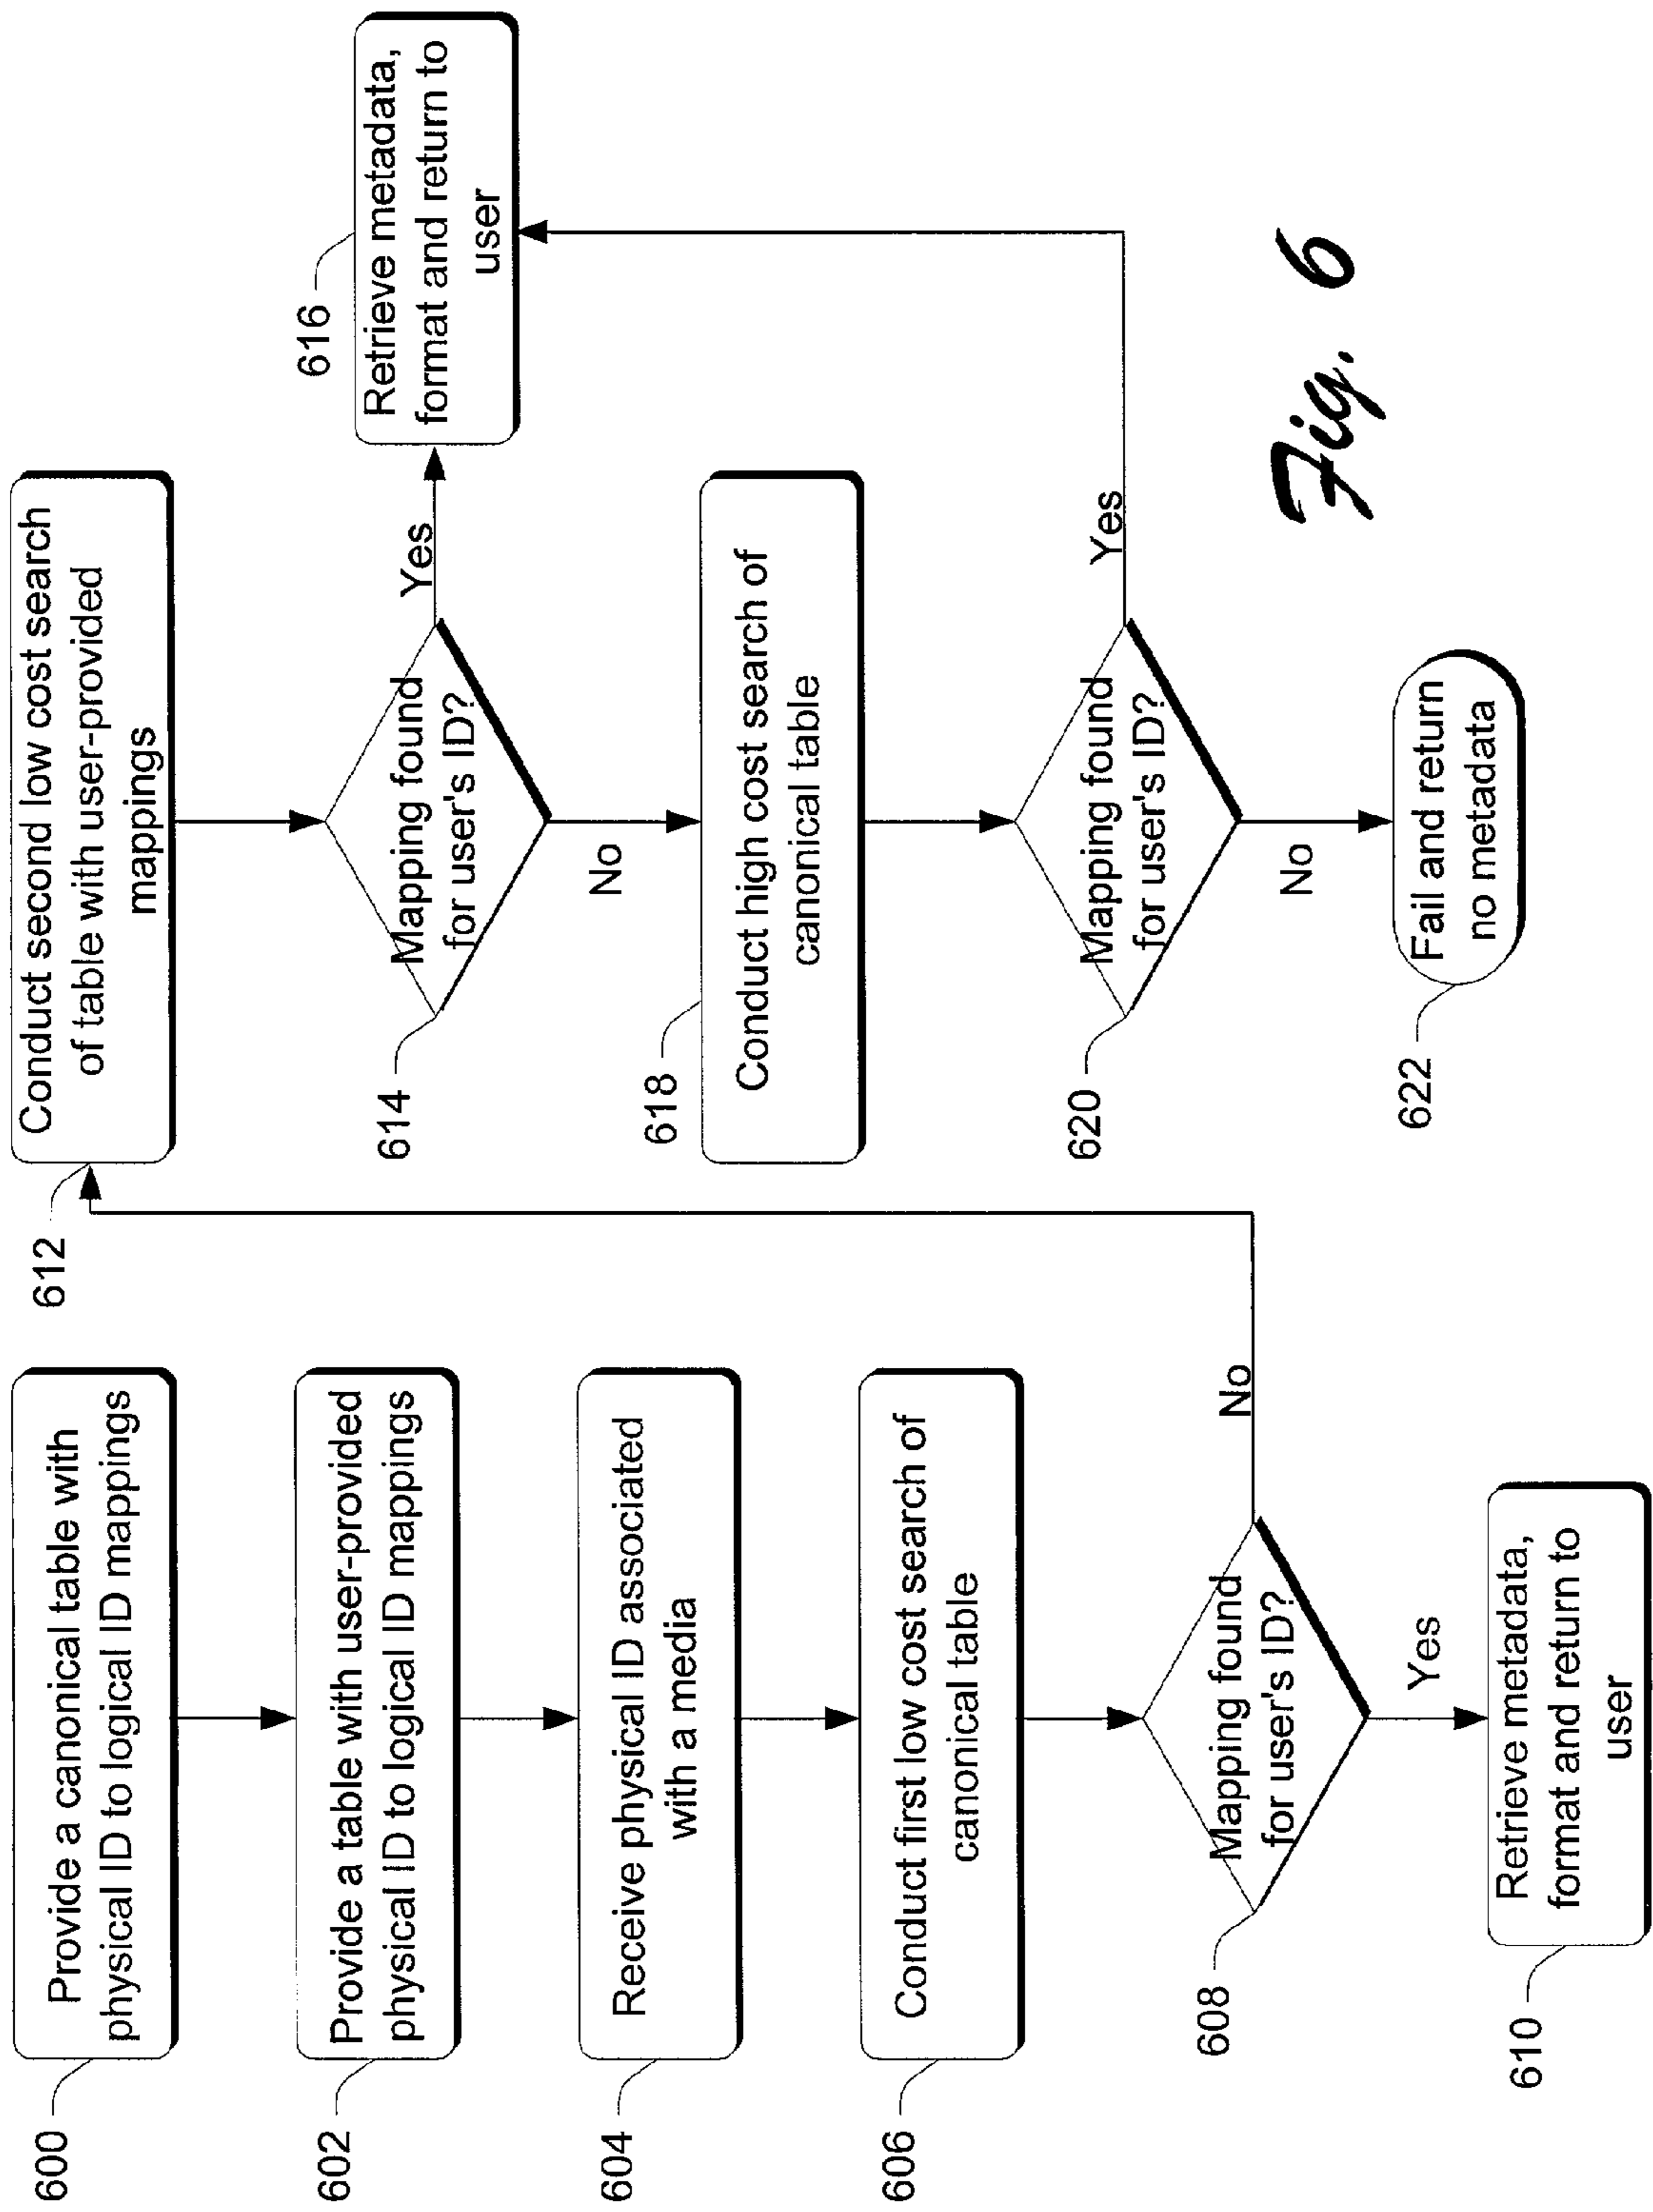 600
Provide a canonical table with
physical ID to logical ID mappings
602
Provide a table with user-provided
physical ID to logical ID mappings
604
Receive physical ID associated
with a media
606
Conduct first low cost search of
canonical table
608
Mapping found
for user's ID?
No
Yes
610
Retrieve metadata,
format and return to
user
612
Conduct second low cost search
of table with user-provided
mappings
614
Mapping found
for user's ID?
Yes
No
616
Retrieve metadata,
format and return to
user
618
Conduct high cost search of
canonical table
620
Mapping found
for user's ID?
Yes
No
622
Fail and return
no metadata
Fig. 6